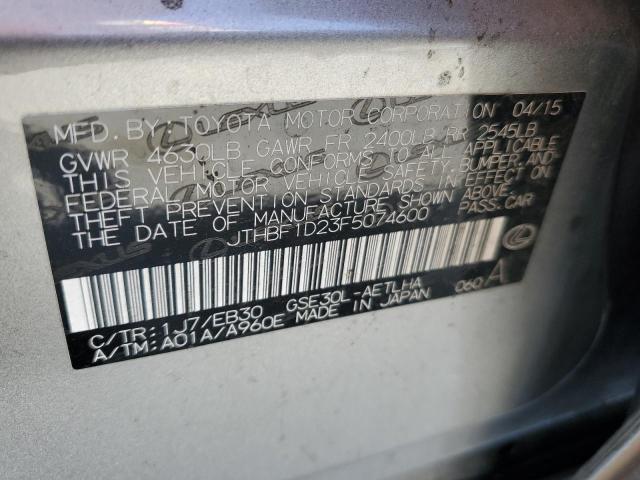 MFD. BY: TOYOTA MOTOR CORPORATION 04/15
GVWR 4630LB GAWR FR 2400LB RR 2545LB
THIS VEHICLE CONFORMS TO ALL APPLICABLE
FEDERAL MOTOR VEHICLE SAFETY, BUMPER, AND
THEFT PREVENTION STANDARDS IN EFFECT ON
THE DATE OF MANUFACTURE SHOWN ABOVE.
JTHBF1D23F5074600 PASS. CAR
C/TR: 1J7/EB30 GSE30L-AETLHA 060 A
A/TM: A01A/A960E MADE IN JAPAN